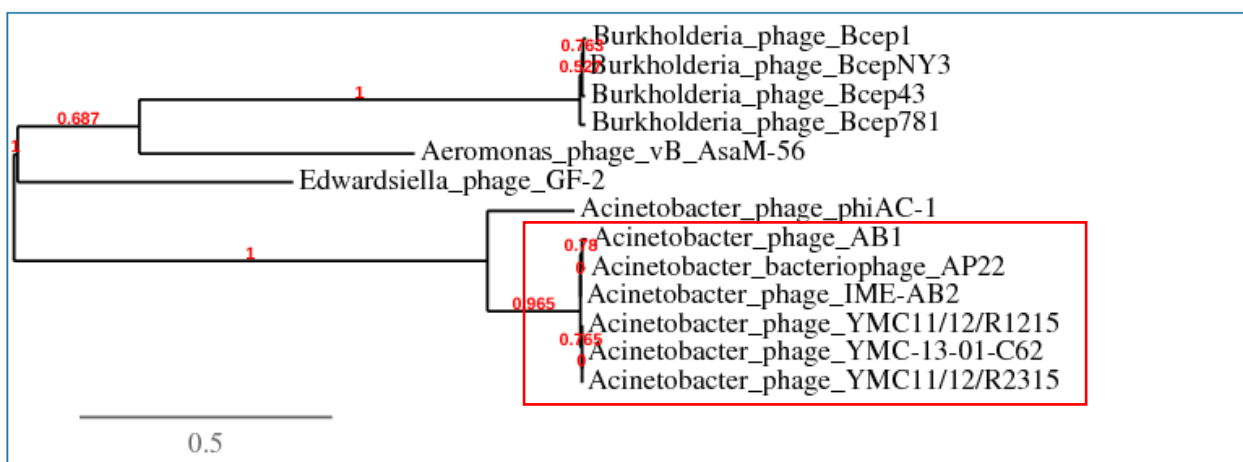 Burkholderia_phage_Bcep1
0.763
0.527
Burkholderia_phage_BcepNY3
1
Burkholderia_phage_Bcep43
0.687
Burkholderia_phage_Bcep781
1
Aeromonas_phage_vB_AsaM-56
Edwardsiella_phage_GF-2
Acinetobacter_phage_phiAC-1
Acinetobacter_phage_AB1
0.78
0
Acinetobacter_bacteriophage_AP22
1
Acinetobacter_phage_IME-AB2
0.965
Acinetobacter_phage_YMC11/12/R1215
0.765
Acinetobacter_phage_YMC-13-01-C62
0
Acinetobacter_phage_YMC11/12/R2315
0.5